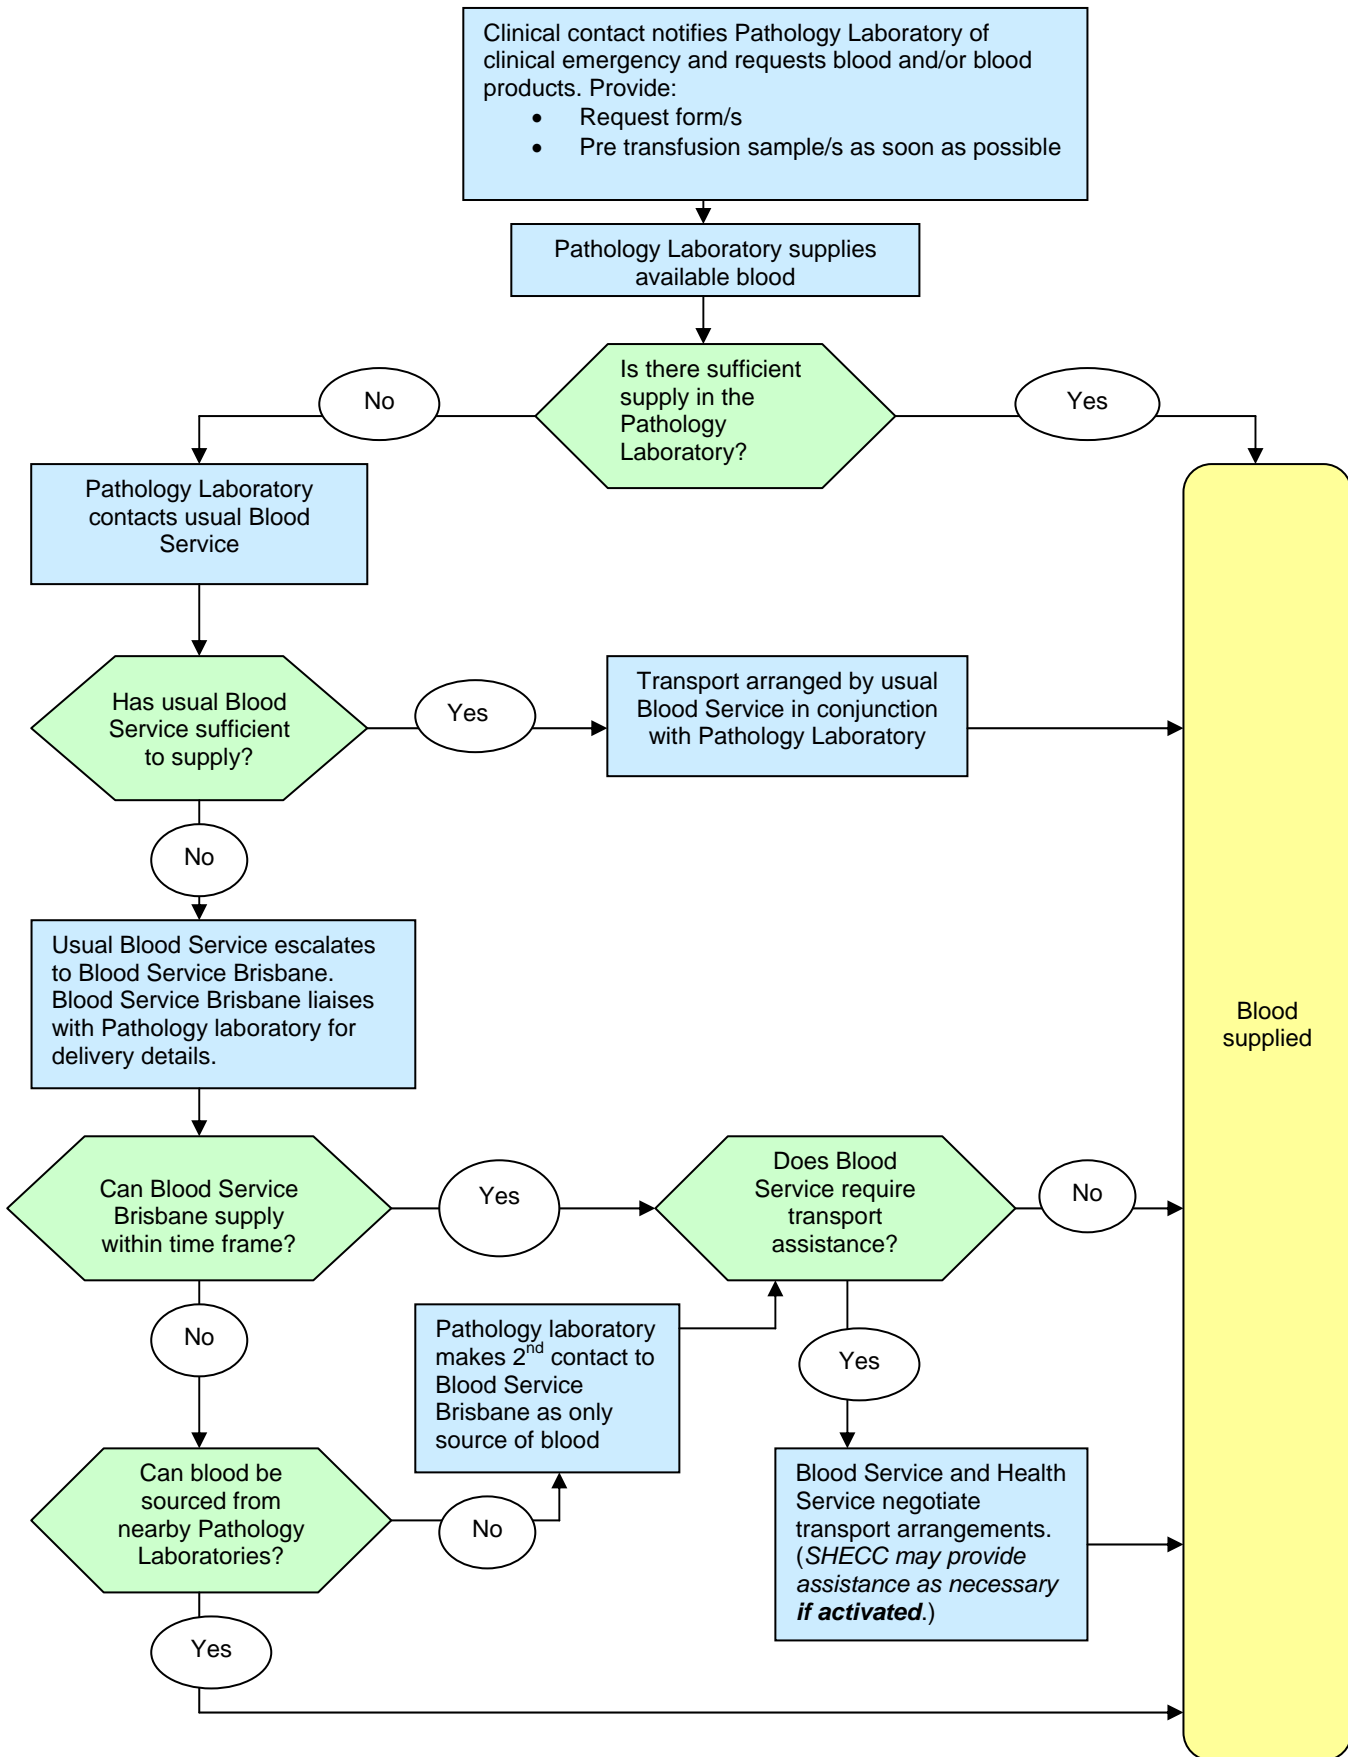 Clinical contact notifies Pathology Laboratory of
clinical emergency and requests blood and/or blood
products. Provide:
• Request form/s
• Pre transfusion sample/s as soon as possible
Pathology Laboratory supplies
available blood
Is there sufficient
supply in the
Pathology
Laboratory?
No
Yes
Pathology Laboratory
contacts usual Blood
Service
Has usual Blood
Service sufficient
to supply?
Yes
Transport arranged by usual
Blood Service in conjunction
with Pathology Laboratory
No
Usual Blood Service escalates
to Blood Service Brisbane.
Blood Service Brisbane liaises
with Pathology laboratory for
delivery details.
Blood
supplied
Can Blood Service
Brisbane supply
within time frame?
Yes
Does Blood
Service require
transport
assistance?
No
No
Pathology laboratory
makes 2nd contact to
Blood Service
Brisbane as only
source of blood
Yes
Can blood be
sourced from
nearby Pathology
Laboratories?
No
Blood Service and Health
Service negotiate
transport arrangements.
(SHECC may provide
assistance as necessary
if activated.)
Yes